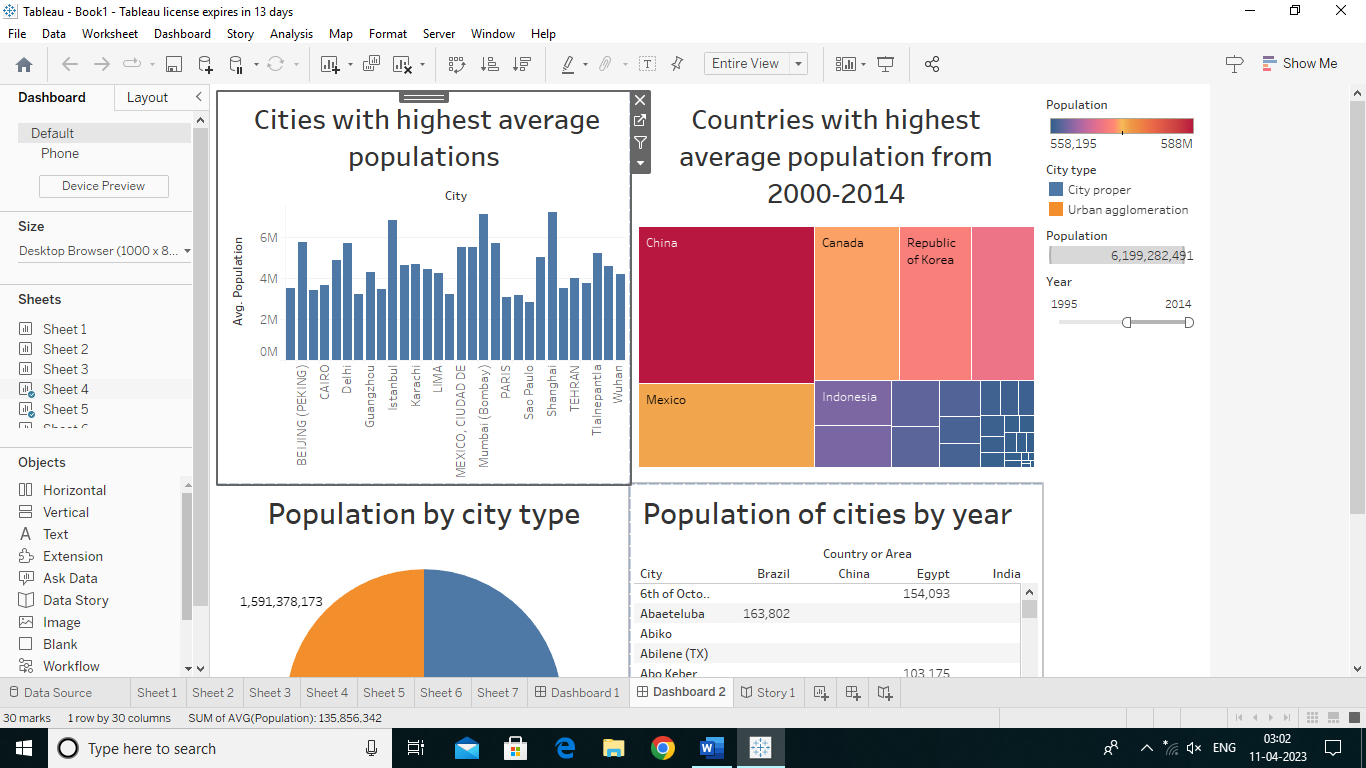 Tableau - Book1 - Tableau license expires in 13 days
File Data Worksheet Dashboard Story Analysis Map Format Server Window Help
Entire View
Show Me
Dashboard Layout
Default
Phone
Device Preview
Size
Desktop Browser (1000 x 8...
Sheets
Sheet 1
Sheet 2
Sheet 3
Sheet 4
Sheet 5
Objects
Horizontal
Vertical
Text
Extension
Ask Data
Data Story
Image
Blank
Workflow
Cities with highest average
populations
City
Avg. Population
6M
4M
2M
0M
BEIJING (PEKING)
CAIRO
Delhi
Guangzhou
Istanbul
Karachi
LIMA
MEXICO, CIUDAD DE
Mumbai (Bombay)
PARIS
Sao Paulo
Shanghai
TEHRAN
Tlalnepantla
Wuhan
Countries with highest
average population from
2000-2014
China
Canada
Republic
of Korea
Mexico
Indonesia
Population
558,195 588M
City type
City proper
Urban agglomeration
Population
6,199,282,491
Year
1995 2014
Population by city type
1,591,378,173
Population of cities by year
Country or Area
City Brazil China Egypt India
6th of Octo.. 154,093
Abaeteluba 163,802
Abiko
Abilene (TX)
Abo Keber 103,175
Data Source Sheet 1 Sheet 2 Sheet 3 Sheet 4 Sheet 5 Sheet 6 Sheet 7 Dashboard 1 Dashboard 2 Story 1
30 marks 1 row by 30 columns SUM of AVG(Population): 135,856,342
Type here to search
ENG
03:02
11-04-2023